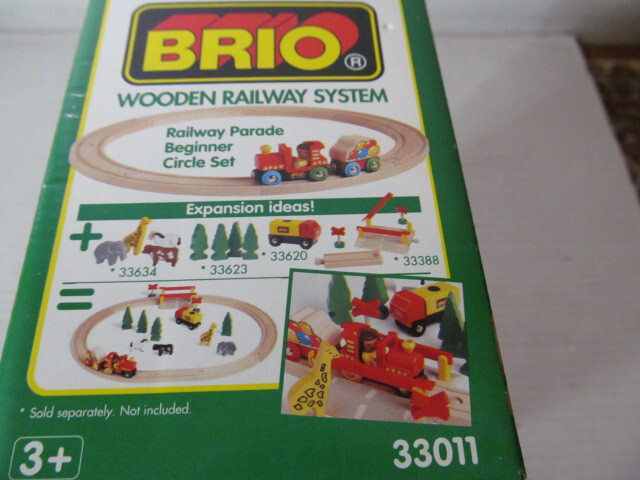 BRIO®
WOODEN RAILWAY SYSTEM
Railway Parade
Beginner
Circle Set
Expansion ideas!
* 33634
* 33623
* 33620
* 33388
* Sold separately. Not included.
3+
33011